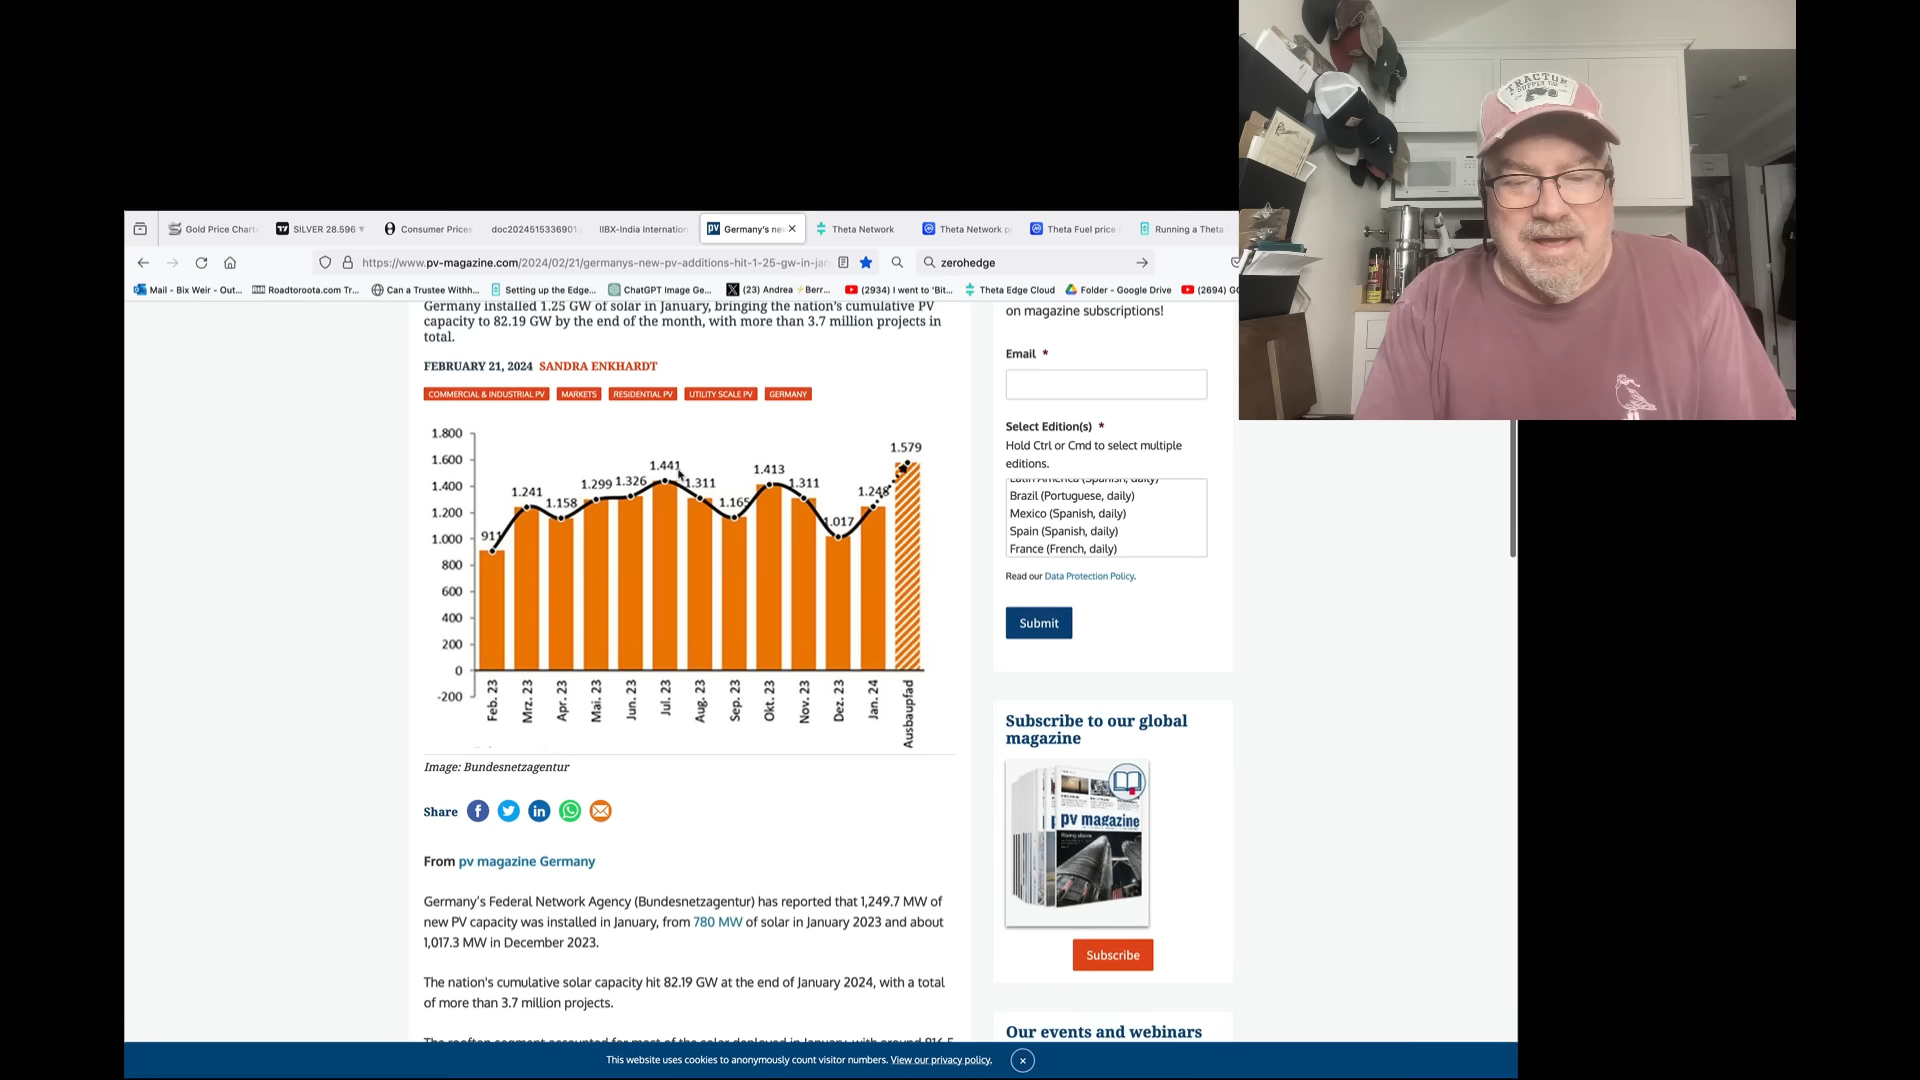 TRACTOR
SUPPLY CO
Gold Price Chart
SILVER 28.596
Consumer Prices
doc2024515336901
IIBX-India Internation
Germany's ne
Theta Network
Theta Network p
Theta Fuel price
Running a Theta
https://www.pv-magazine.com/2024/02/21/germanys-new-pv-additions-hit-1-25-gw-in-jan
zerohedge
Mail - Bix Weir - Out...
Roadtoroota.com Tr...
Can a Trustee Withh...
Setting up the Edge...
ChatGPT Image Ge...
(23) Andrea ⚡Berr...
(2934) I went to 'Bit...
Theta Edge Cloud
Folder - Google Drive
(2694) GO
Germany installed 1.25 GW of solar in January, bringing the nation's cumulative PV
capacity to 82.19 GW by the end of the month, with more than 3.7 million projects in
total.
FEBRUARY 21, 2024 SANDRA ENKHARDT
COMMERCIAL & INDUSTRIAL PV
MARKETS
RESIDENTIAL PV
UTILITY SCALE PV
GERMANY
1.800
1.600
1.400
1.200
1.000
800
600
400
200
0
-200
911
1.241
1.158
1.299
1.326
1.441
1.311
1.165
1.413
1.311
1.017
1.248
1.579
Feb. 23
Mrz. 23
Apr. 23
Mai. 23
Jun. 23
Jul. 23
Aug. 23
Sep. 23
Okt. 23
Nov. 23
Dez. 23
Jan. 24
Ausbaupfad
Image: Bundesnetzagentur
Share
From pv magazine Germany
Germany's Federal Network Agency (Bundesnetzagentur) has reported that 1,249.7 MW of
new PV capacity was installed in January, from 780 MW of solar in January 2023 and about
1,017.3 MW in December 2023.
The nation's cumulative solar capacity hit 82.19 GW at the end of January 2024, with a total
of more than 3.7 million projects.
on magazine subscriptions!
Email *
Select Edition(s) *
Hold Ctrl or Cmd to select multiple
editions.
Latin America (Spanish, daily)
Brazil (Portuguese, daily)
Mexico (Spanish, daily)
Spain (Spanish, daily)
France (French, daily)
Read our Data Protection Policy.
Submit
Subscribe to our global
magazine
pv magazine
Subscribe
Our events and webinars
This website uses cookies to anonymously count visitor numbers. View our privacy policy.